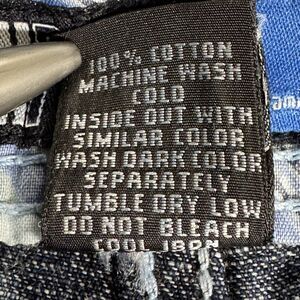 100% COTTON
MACHINE WASH
COLD
INSIDE OUT WITH
SIMILAR COLOR
WASH DARK COLOR
SEPARATELY
TUMBLE DRY LOW
DO NOT BLEACH
COOL IRON